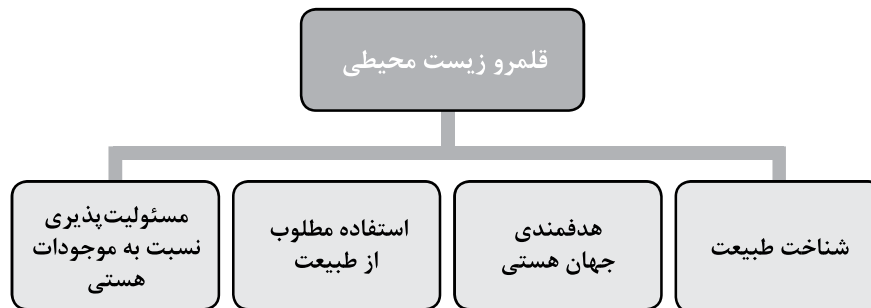 قلمرو زیست محیطی
شناخت طبیعت
هدفمندی
جهان هستی
استفاده مطلوب
از طبیعت
مسئولیت‌پذیری
نسبت به موجودات
هستی